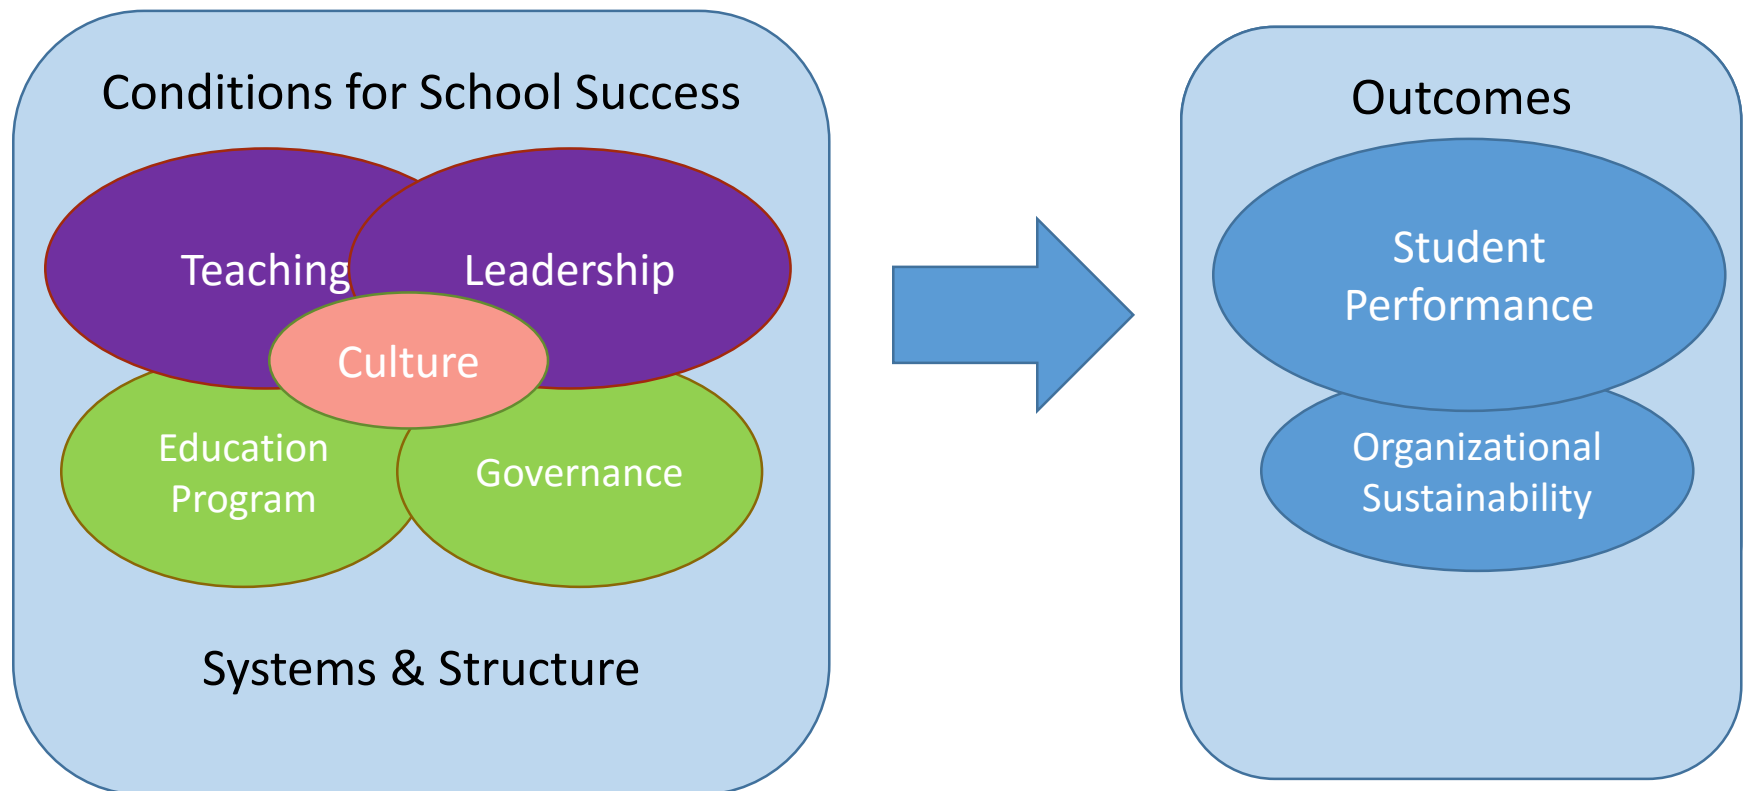 Conditions for School Success
Teaching
Leadership
Culture
Education
Program
Governance
Systems & Structure
Outcomes
Student
Performance
Organizational
Sustainability